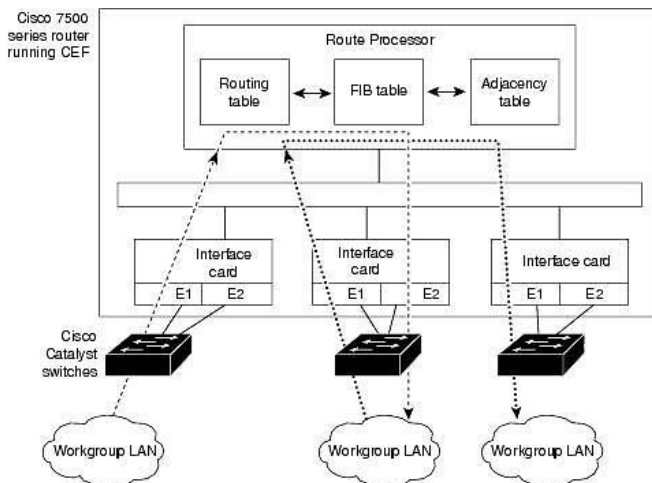 Cisco 7500
series router
running CEF
Route Processor
Routing
table
FIB table
Adjacency
table
Interface
card
E1
E2
Interface
card
E1
E2
Interface card
E1
E2
Cisco
Catalyst
switches
Workgroup LAN
Workgroup LAN
Workgroup LAN